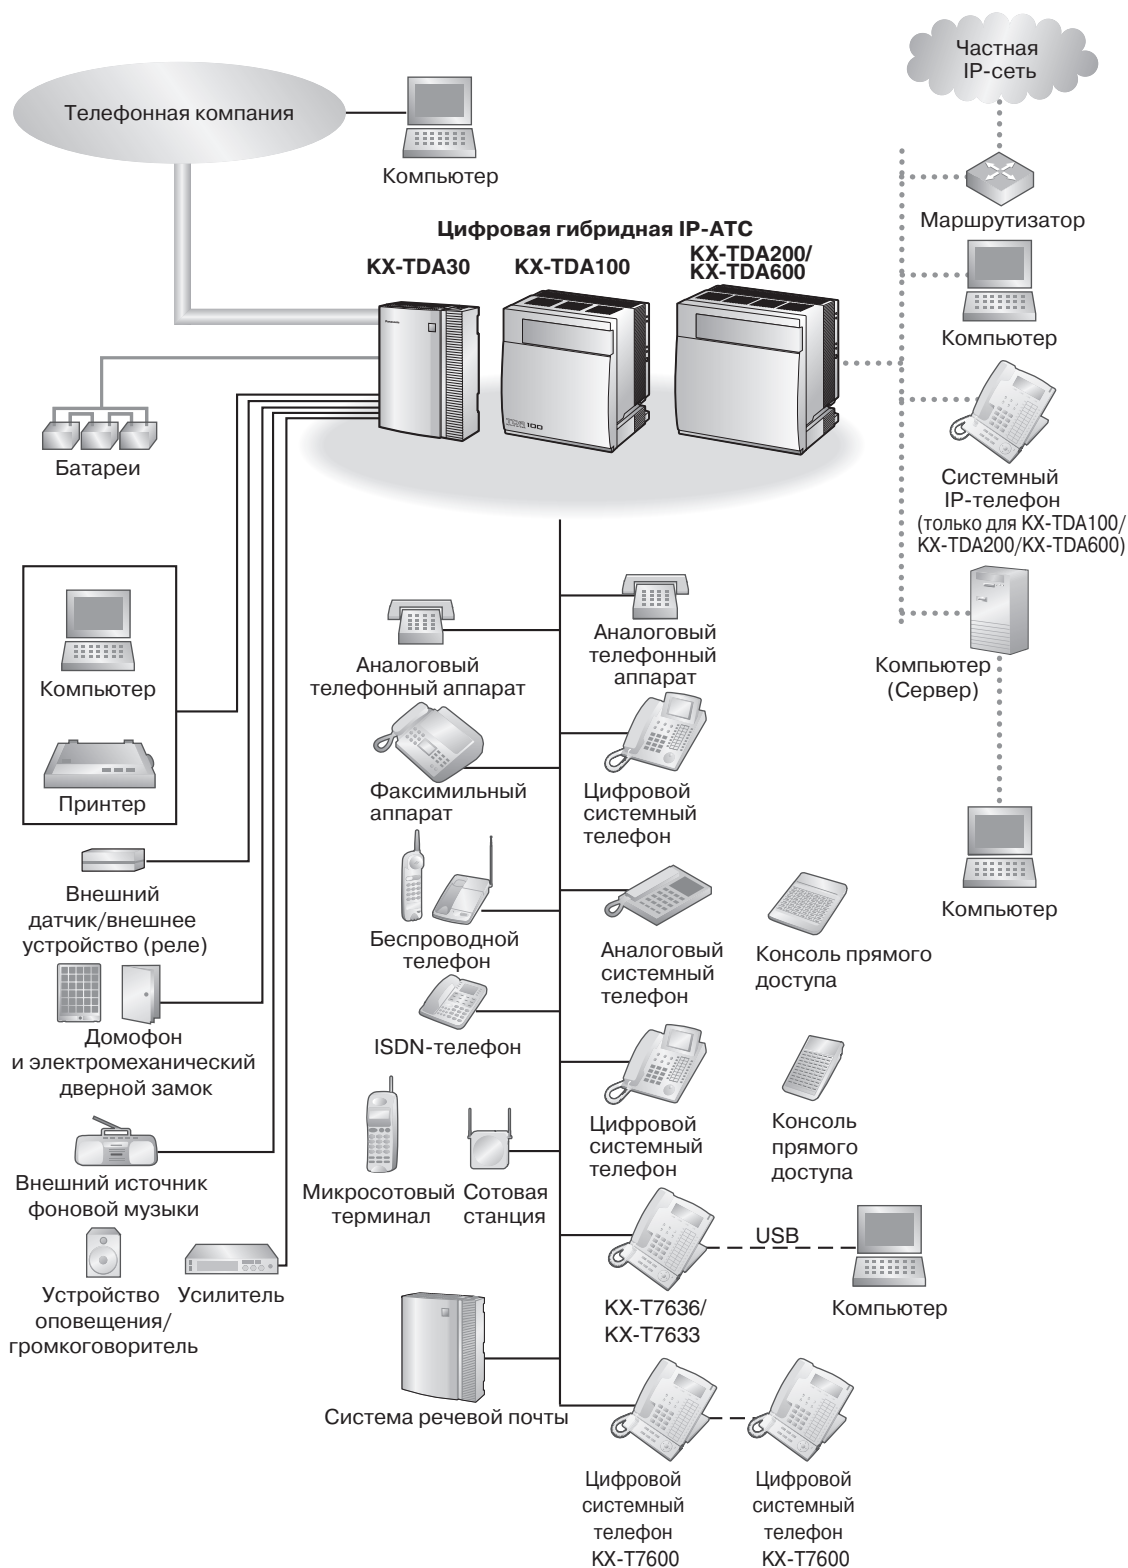 Частная
IP-сеть
Телефонная компания
Компьютер
Маршрутизатор
Цифровая гибридная IP-АТС
KX-TDA30
KX-TDA100
KX-TDA200/
KX-TDA600
Компьютер
Батареи
Системный
IP-телефон
(только для KX-TDA100/
KX-TDA200/KX-TDA600)
100
Компьютер
Принтер
Аналоговый
телефонный аппарат
Аналоговый
телефонный
аппарат
Компьютер
(Сервер)
Факсимильный
аппарат
Цифровой
системный
телефон
Внешний
датчик/внешнее
устройство (реле)
Беспроводной
телефон
Аналоговый
системный
телефон
Консоль прямого
доступа
Компьютер
Домофон
и электромеханический
дверной замок
ISDN-телефон
Цифровой
системный
телефон
Консоль
прямого
доступа
Внешний источник
фоновой музыки
Микросотовый
терминал
Сотовая
станция
USB
KX-T7636/
KX-T7633
Компьютер
Устройство
оповещения/
громкоговоритель
Усилитель
Система речевой почты
Цифровой
системный
телефон
KX-T7600
Цифровой
системный
телефон
KX-T7600